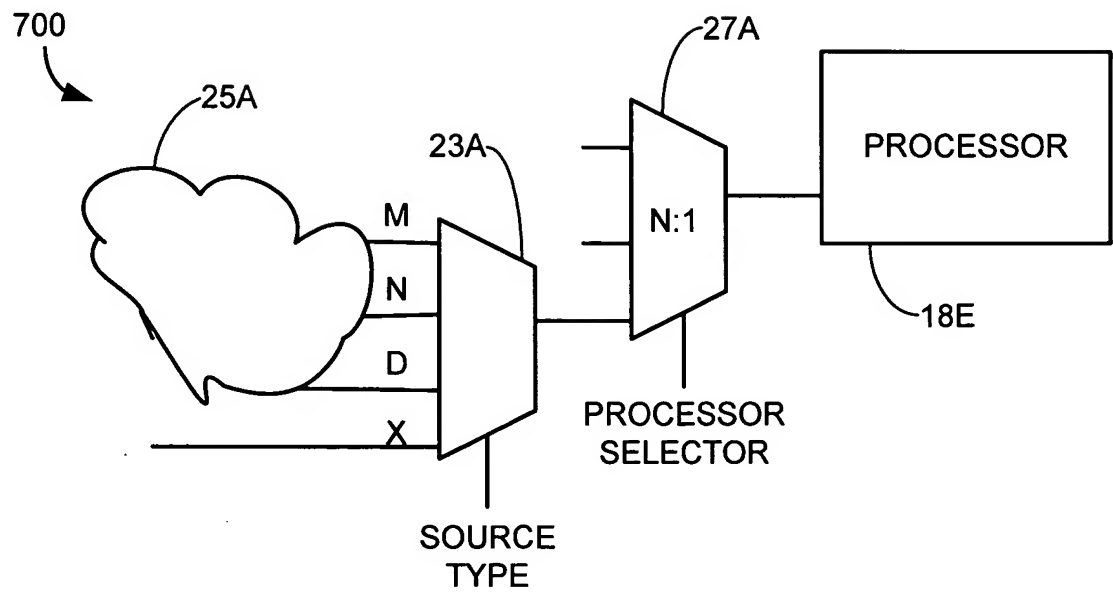 700
25A
23A
27A
PROCESSOR
M
N
D
X
N:1
18E
PROCESSOR
SELECTOR
SOURCE
TYPE